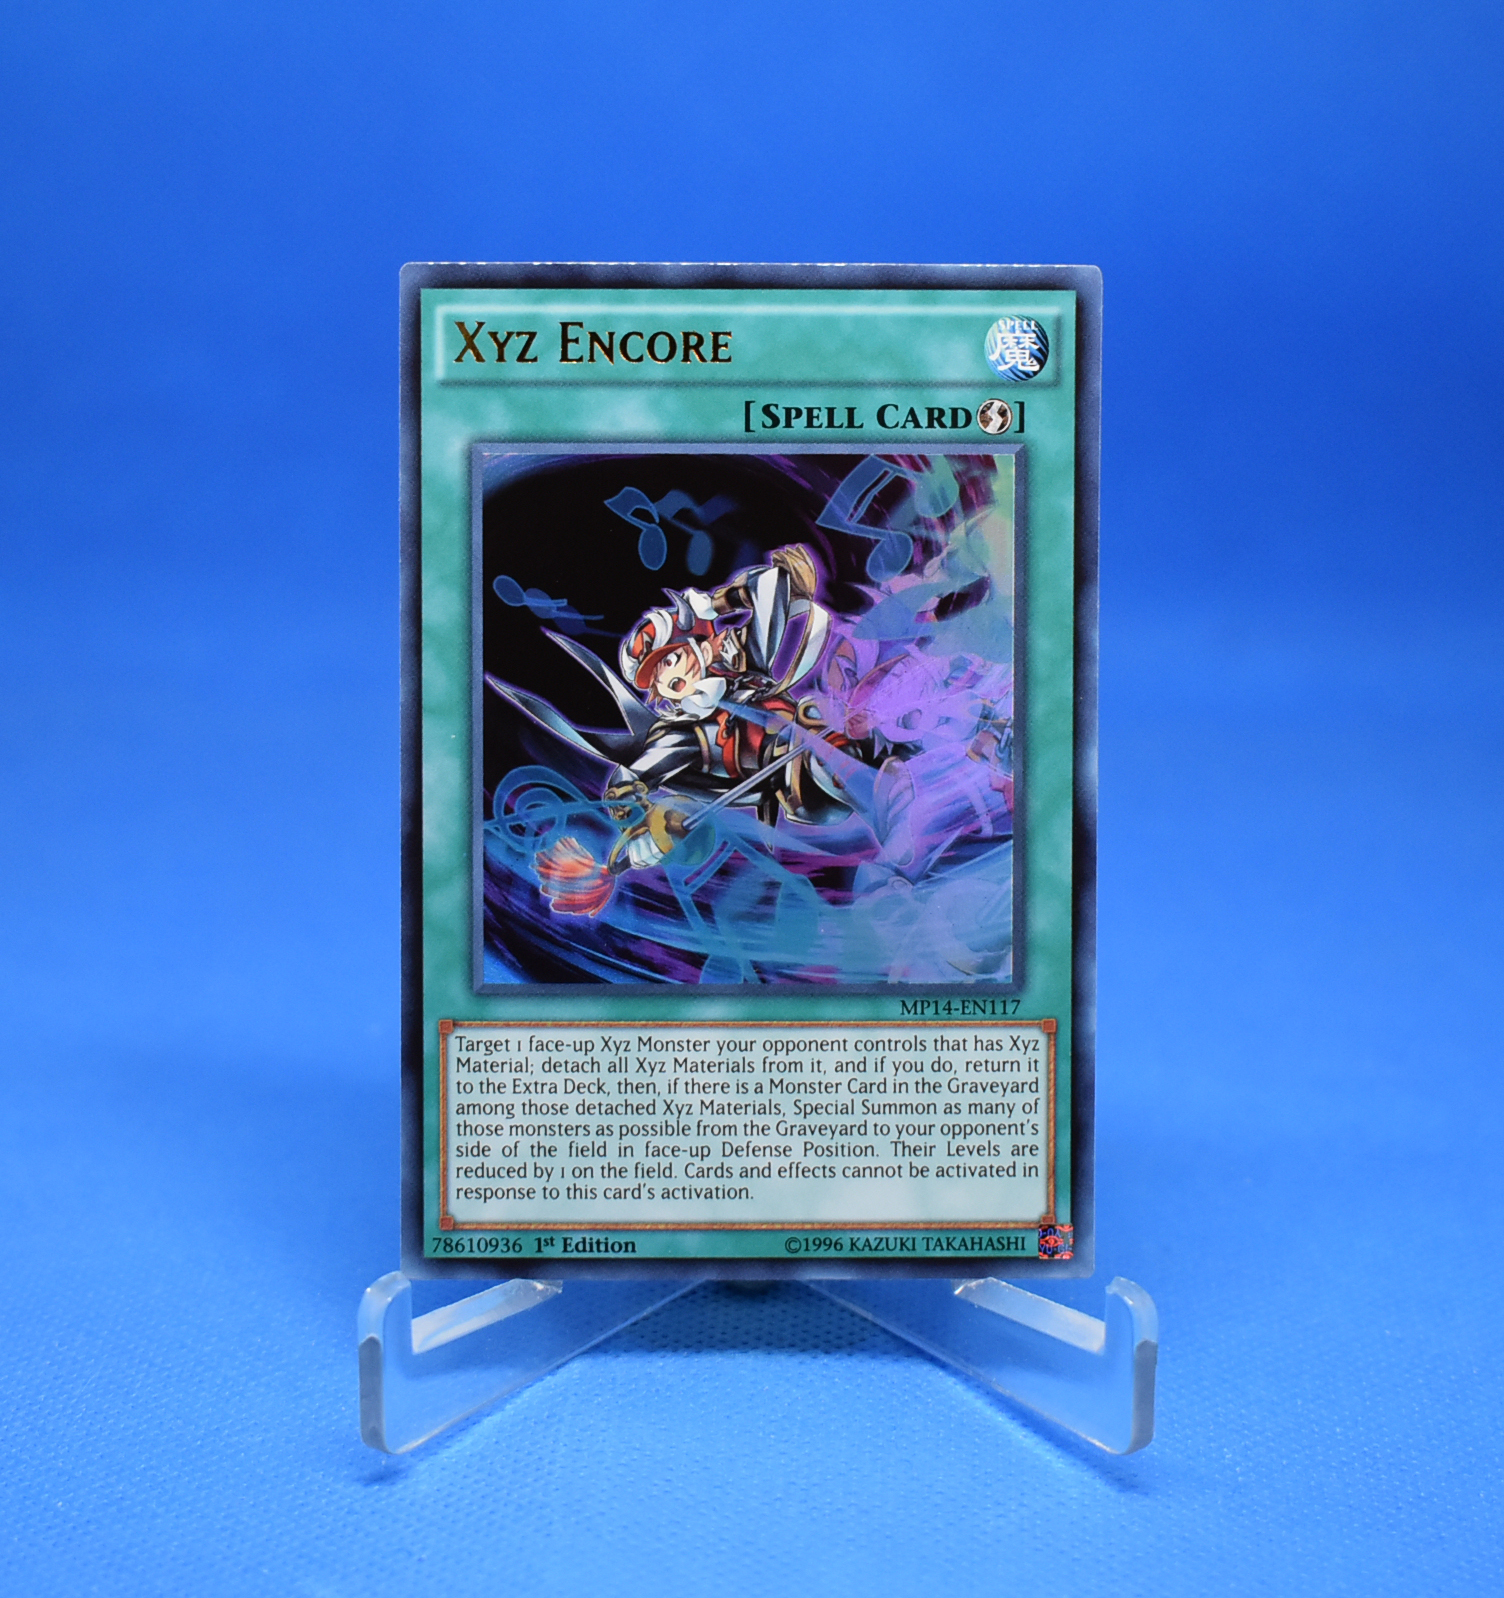 Xyz Encore
SPELL
魔
[Spell Card]
MP14-EN117
Target 1 face-up Xyz Monster your opponent controls that has Xyz
Material; detach all Xyz Materials from it, and if you do, return it
to the Extra Deck, then, if there is a Monster Card in the Graveyard
among those detached Xyz Materials, Special Summon as many of
those monsters as possible from the Graveyard to your opponent's
side of the field in face-up Defense Position. Their Levels are
reduced by 1 on the field. Cards and effects cannot be activated in
response to this card's activation.
78610936 1st Edition ©1996 KAZUKI TAKAHASHI